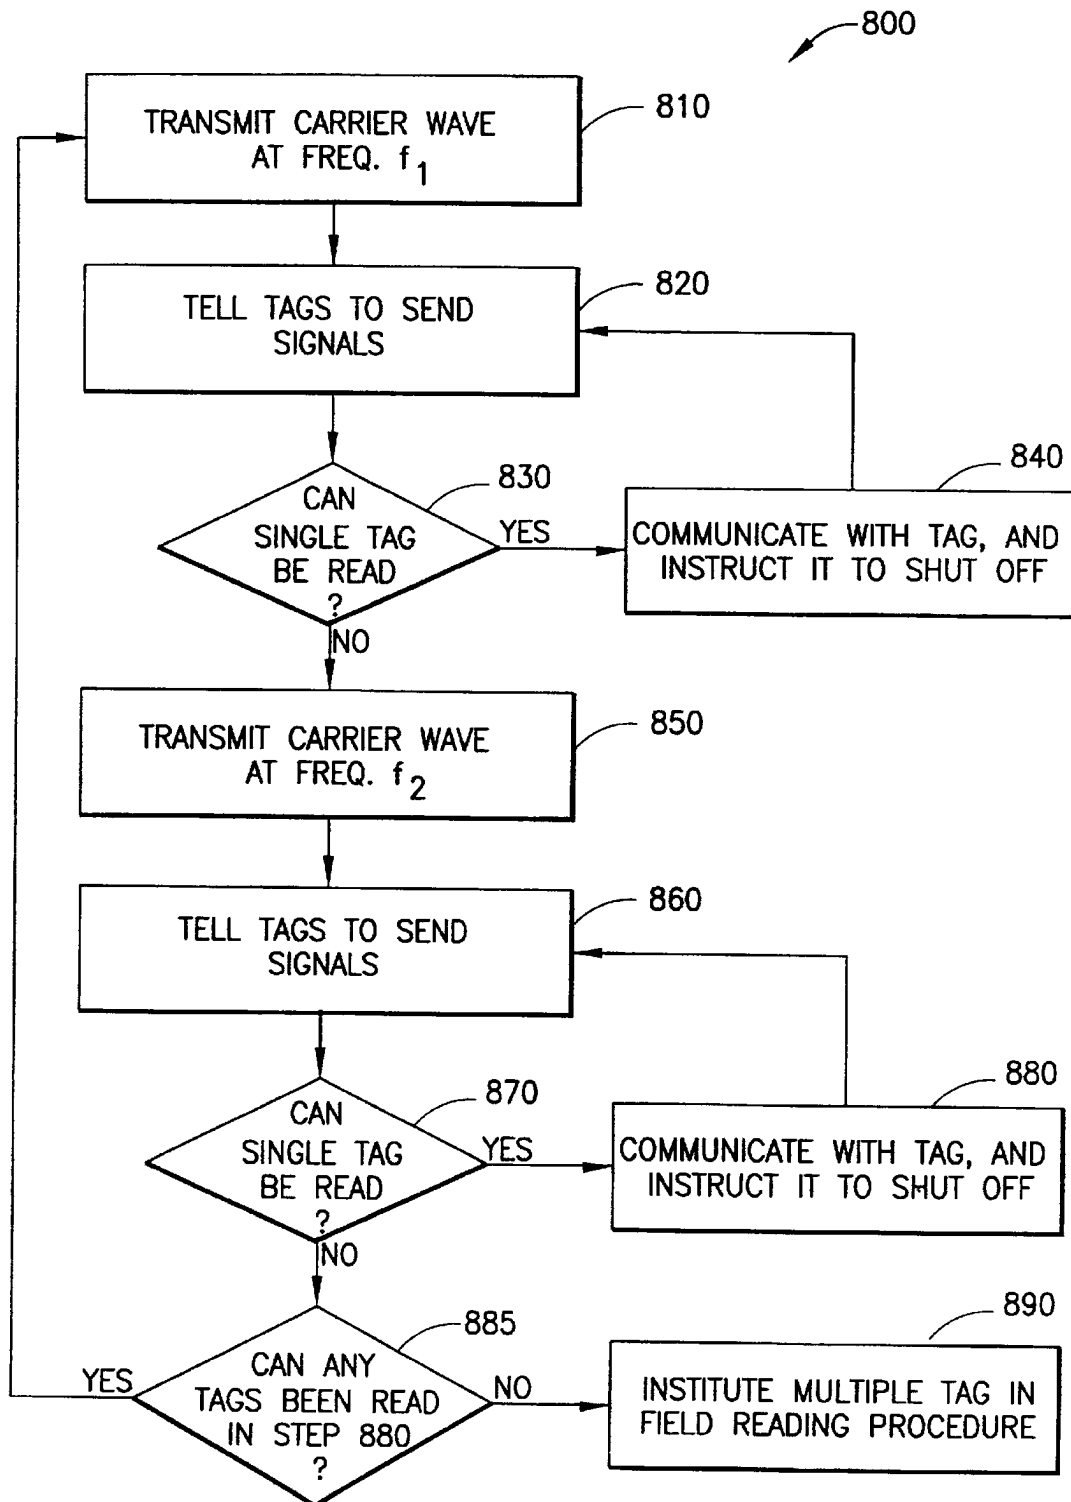 800
810
TRANSMIT CARRIER WAVE
AT FREQ. f1
820
TELL TAGS TO SEND
SIGNALS
830
CAN
SINGLE TAG
BE READ
?
YES
NO
840
COMMUNICATE WITH TAG, AND
INSTRUCT IT TO SHUT OFF
850
TRANSMIT CARRIER WAVE
AT FREQ. f2
860
TELL TAGS TO SEND
SIGNALS
870
CAN
SINGLE TAG
BE READ
?
YES
NO
880
COMMUNICATE WITH TAG, AND
INSTRUCT IT TO SHUT OFF
885
CAN ANY
TAGS BEEN READ
IN STEP 880
?
YES
NO
890
INSTITUTE MULTIPLE TAG IN
FIELD READING PROCEDURE